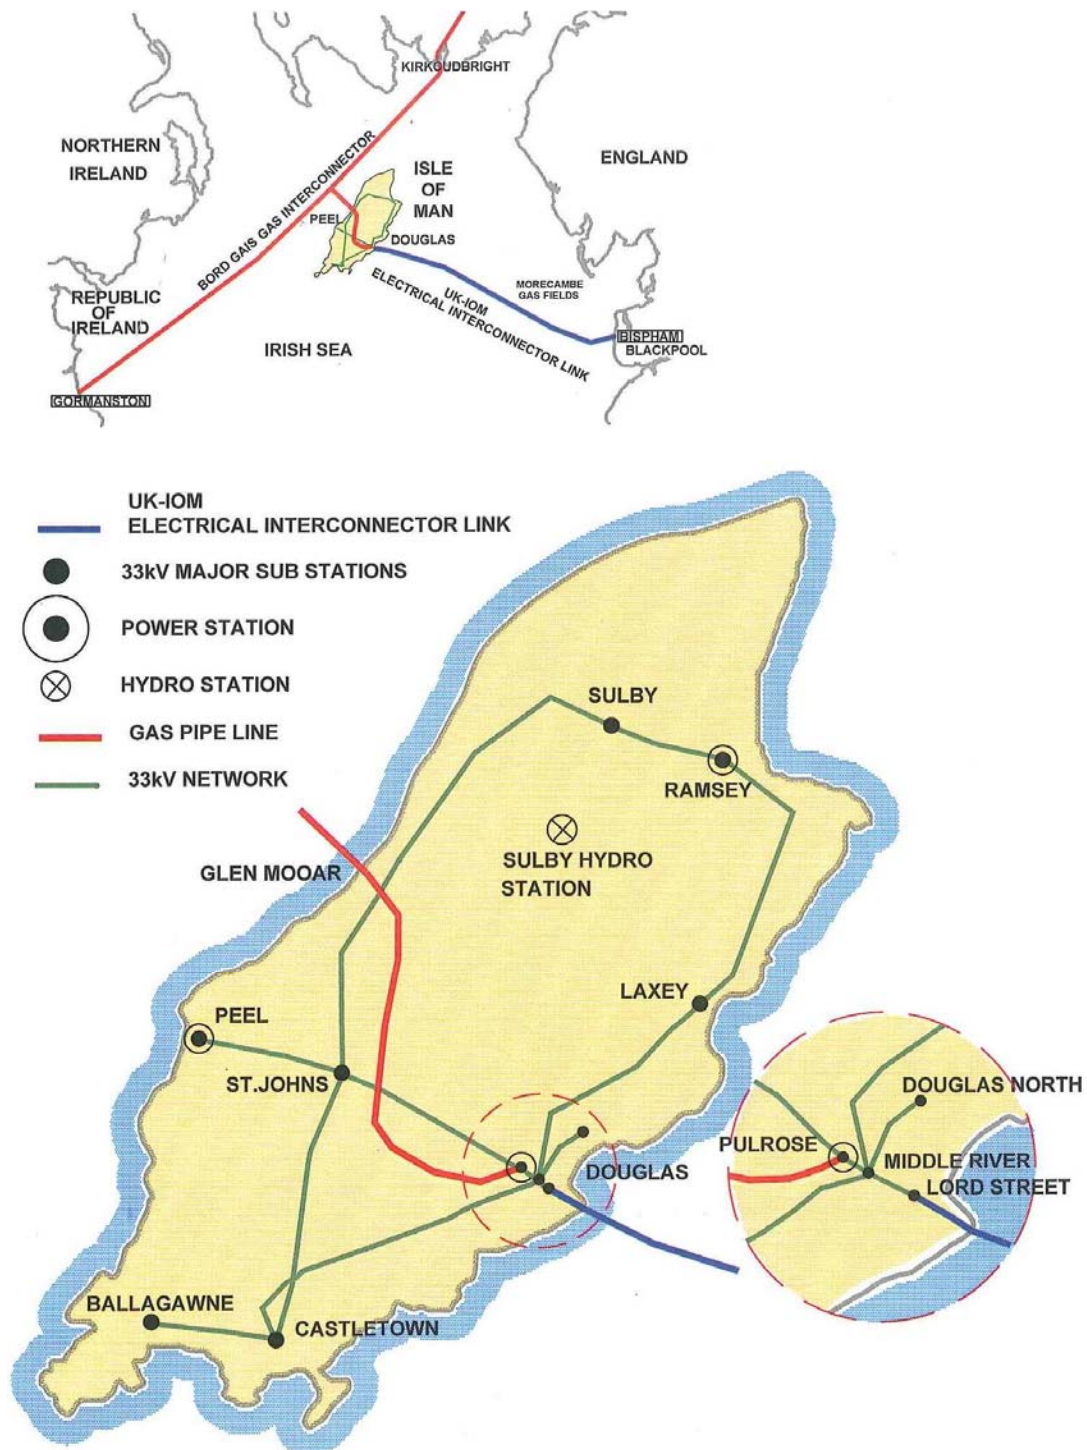 KIRKCUDBRIGHT
NORTHERN
IRELAND
ENGLAND
ISLE
OF
MAN
BORD GAIS GAS INTERCONNECTOR
PEEL
DOUGLAS
MORECAMBE
GAS FIELDS
UK-IOM
ELECTRICAL INTERCONNECTOR LINK
REPUBLIC
OF
IRELAND
IRISH SEA
BISPHAM
BLACKPOOL
GORMANSTON
UK-IOM
ELECTRICAL INTERCONNECTOR LINK
33kV MAJOR SUB STATIONS
POWER STATION
HYDRO STATION
GAS PIPE LINE
33kV NETWORK
SULBY
RAMSEY
SULBY HYDRO
STATION
GLEN MOOAR
LAXEY
PEEL
ST.JOHNS
DOUGLAS
DOUGLAS NORTH
PULROSE
MIDDLE RIVER
LORD STREET
BALLAGAWNE
CASTLETOWN